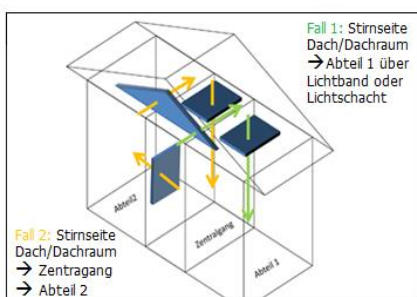 Fall 1: Stirnseite
Dach/Dachraum
→Abteil 1 über
Lichtband oder
Lichtschacht
Abteil2
Zentralgang
Abteil 1
Fall 2: Stirnseite
Dach/Dachraum
→ Zentragang
→ Abteil 2